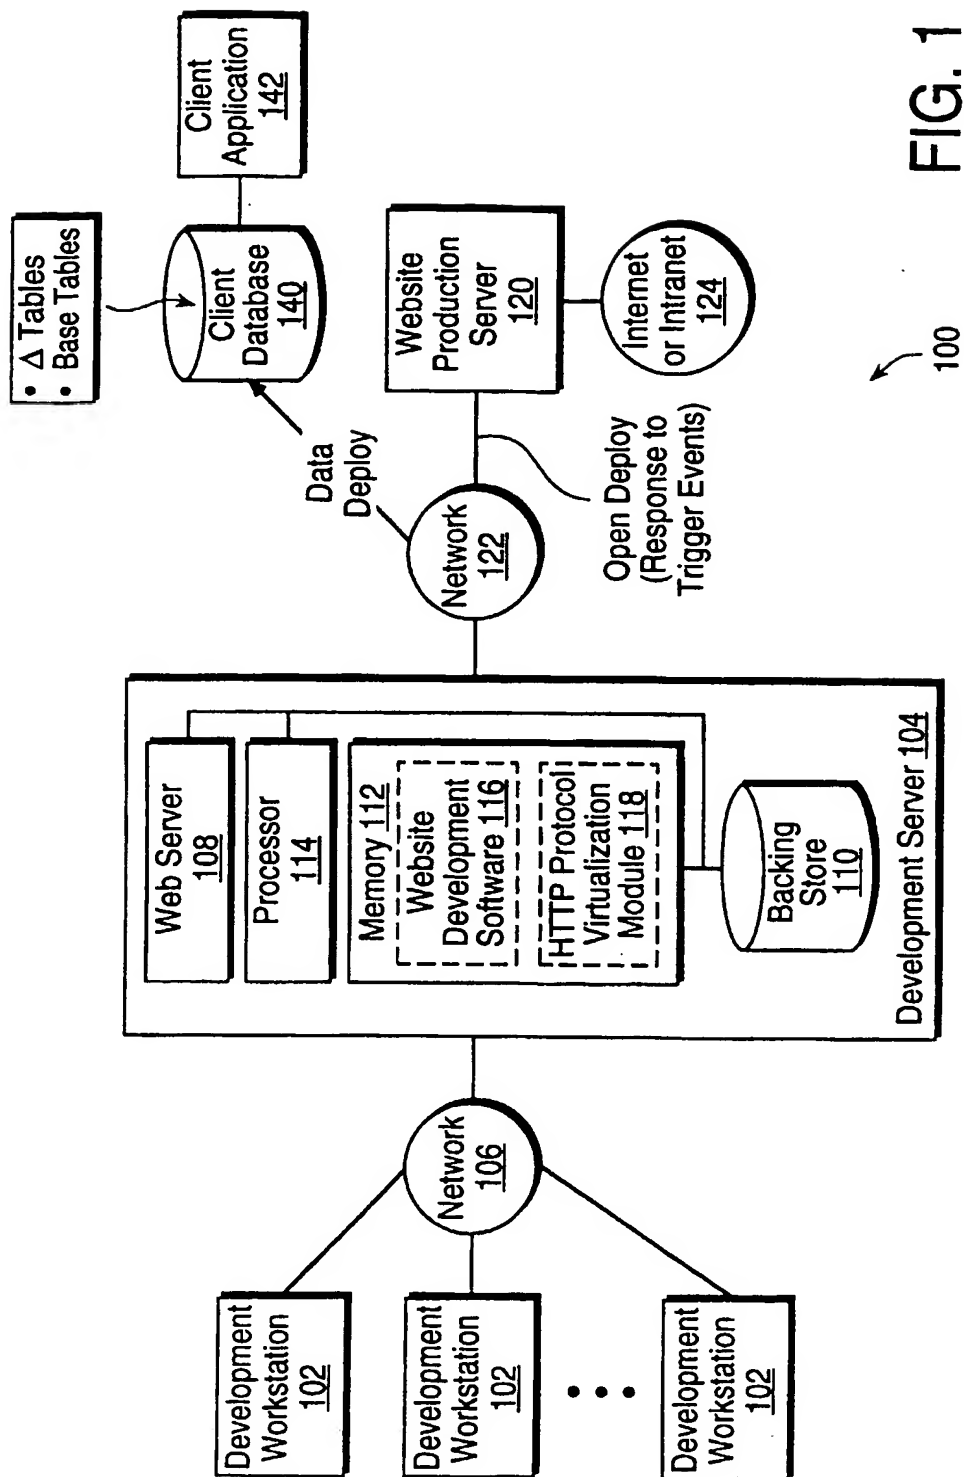 Development
Workstation
102
Development
Workstation
102
• • •
Development
Workstation
102
Network
106
Web Server
108
Processor
114
Memory 112
Website
Development
Software 116
HTTP Protocol
Virtualization
Module 118
Backing
Store
110
Development Server 104
Network
122
Data
Deploy
Open Deploy
(Response to
Trigger Events)
• Δ Tables
• Base Tables
Client
Database
140
Client
Application
142
Website
Production
Server
120
Internet
or Intranet
124
100
FIG. 1